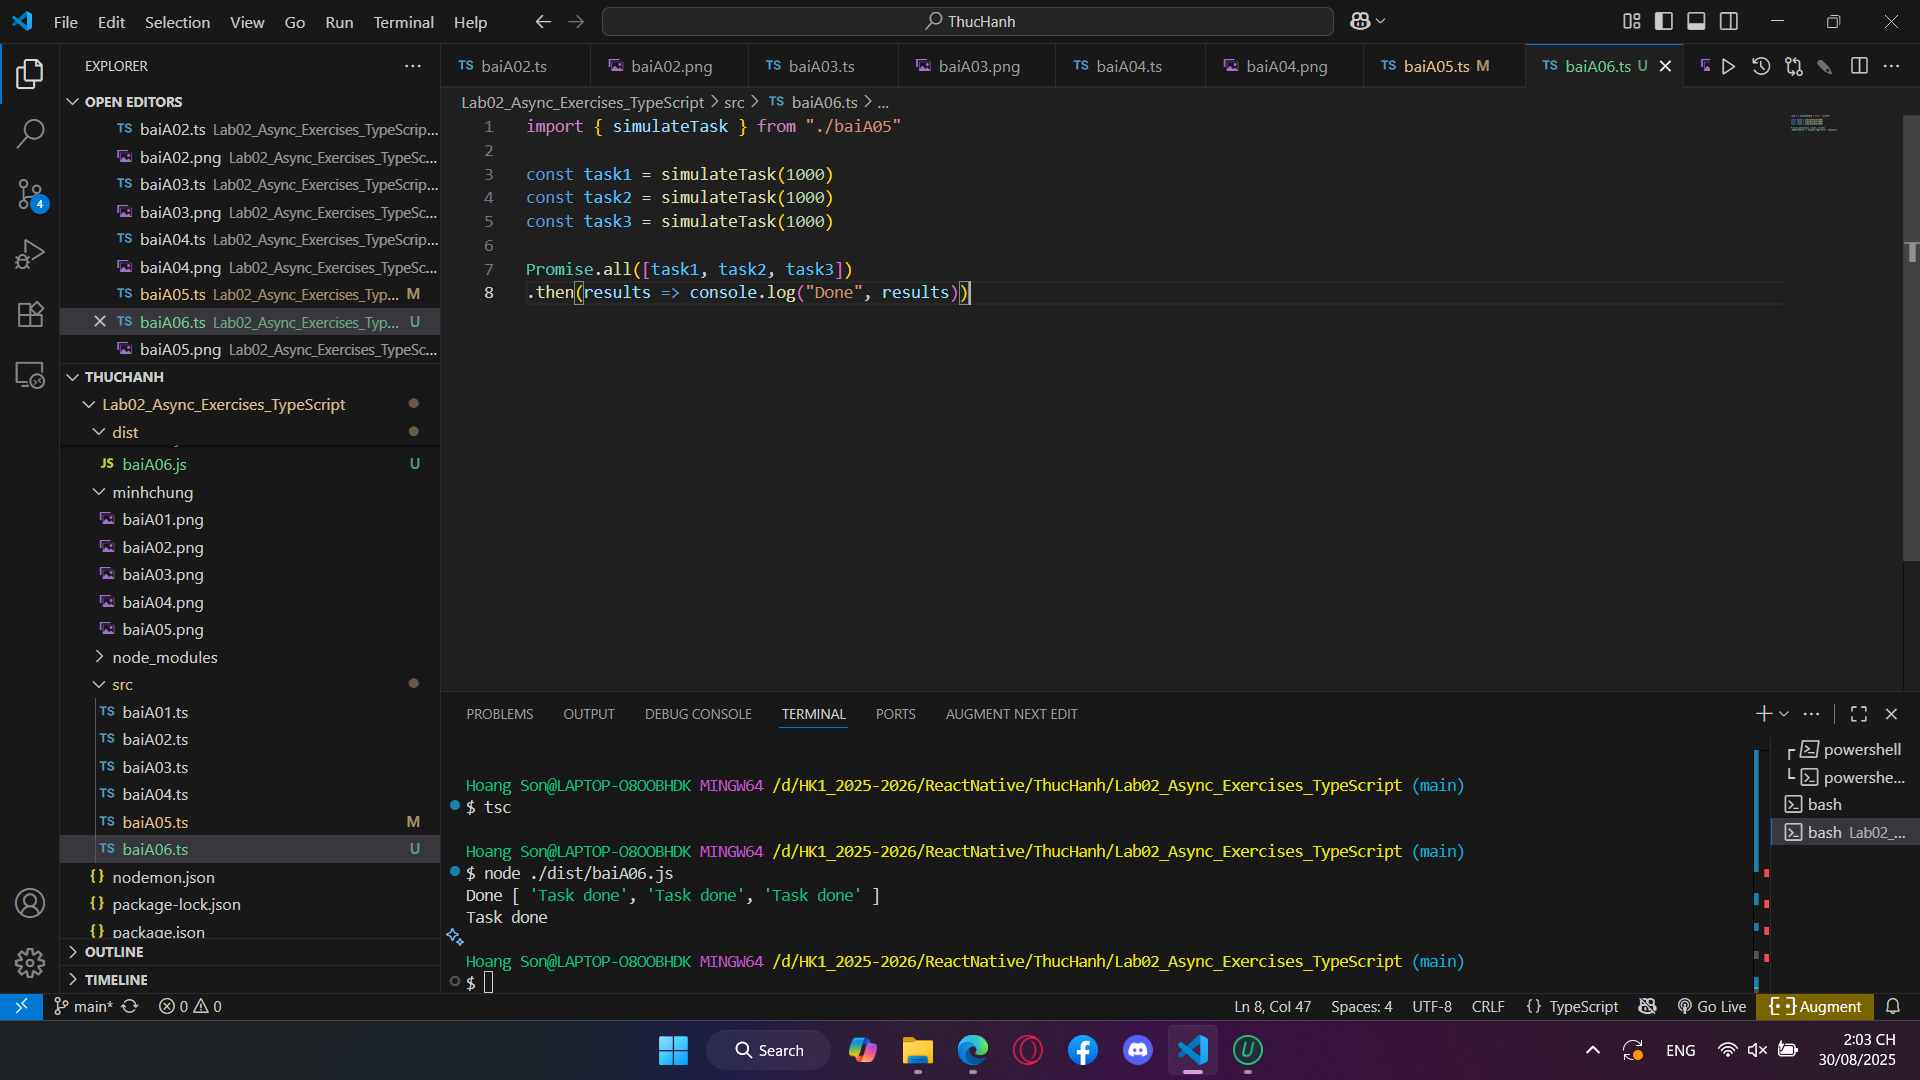 File Edit Selection View Go Run Terminal Help
ThucHanh
EXPLORER
OPEN EDITORS
baiA02.ts Lab02_Async_Exercises_TypeScrip...
baiA02.png Lab02_Async_Exercises_TypeSc...
baiA03.ts Lab02_Async_Exercises_TypeScrip...
baiA03.png Lab02_Async_Exercises_TypeSc...
baiA04.ts Lab02_Async_Exercises_TypeScrip...
baiA04.png Lab02_Async_Exercises_TypeSc...
baiA05.ts Lab02_Async_Exercises_Typ... M
baiA06.ts Lab02_Async_Exercises_Typ... U
baiA05.png Lab02_Async_Exercises_TypeSc...
THUCHANH
Lab02_Async_Exercises_TypeScript
dist
JS baiA06.js U
minhchung
baiA01.png
baiA02.png
baiA03.png
baiA04.png
baiA05.png
node_modules
src
TS baiA01.ts
TS baiA02.ts
TS baiA03.ts
TS baiA04.ts
TS baiA05.ts M
TS baiA06.ts U
{} nodemon.json
{} package-lock.json
{} package.json
OUTLINE
TIMELINE
TS baiA02.ts baiA02.png TS baiA03.ts baiA03.png TS baiA04.ts baiA04.png TS baiA05.ts M TS baiA06.ts U
Lab02_Async_Exercises_TypeScript > src > TS baiA06.ts > ...
1 import { simulateTask } from "./baiA05"
2
3 const task1 = simulateTask(1000)
4 const task2 = simulateTask(1000)
5 const task3 = simulateTask(1000)
6
7 Promise.all([task1, task2, task3])
8 .then(results => console.log("Done", results))
PROBLEMS OUTPUT DEBUG CONSOLE TERMINAL PORTS AUGMENT NEXT EDIT
Hoang Son@LAPTOP-O8OOBHDK MINGW64 /d/HK1_2025-2026/ReactNative/ThucHanh/Lab02_Async_Exercises_TypeScript (main)
$ tsc
Hoang Son@LAPTOP-O8OOBHDK MINGW64 /d/HK1_2025-2026/ReactNative/ThucHanh/Lab02_Async_Exercises_TypeScript (main)
$ node ./dist/baiA06.js
Done [ 'Task done', 'Task done', 'Task done' ]
Task done
Hoang Son@LAPTOP-O8OOBHDK MINGW64 /d/HK1_2025-2026/ReactNative/ThucHanh/Lab02_Async_Exercises_TypeScript (main)
$
powershell
powershe...
bash
bash Lab02_...
4
main* 0 0
Ln 8, Col 47 Spaces: 4 UTF-8 CRLF {} TypeScript Go Live Augment
Search
ENG
2:03 CH
30/08/2025